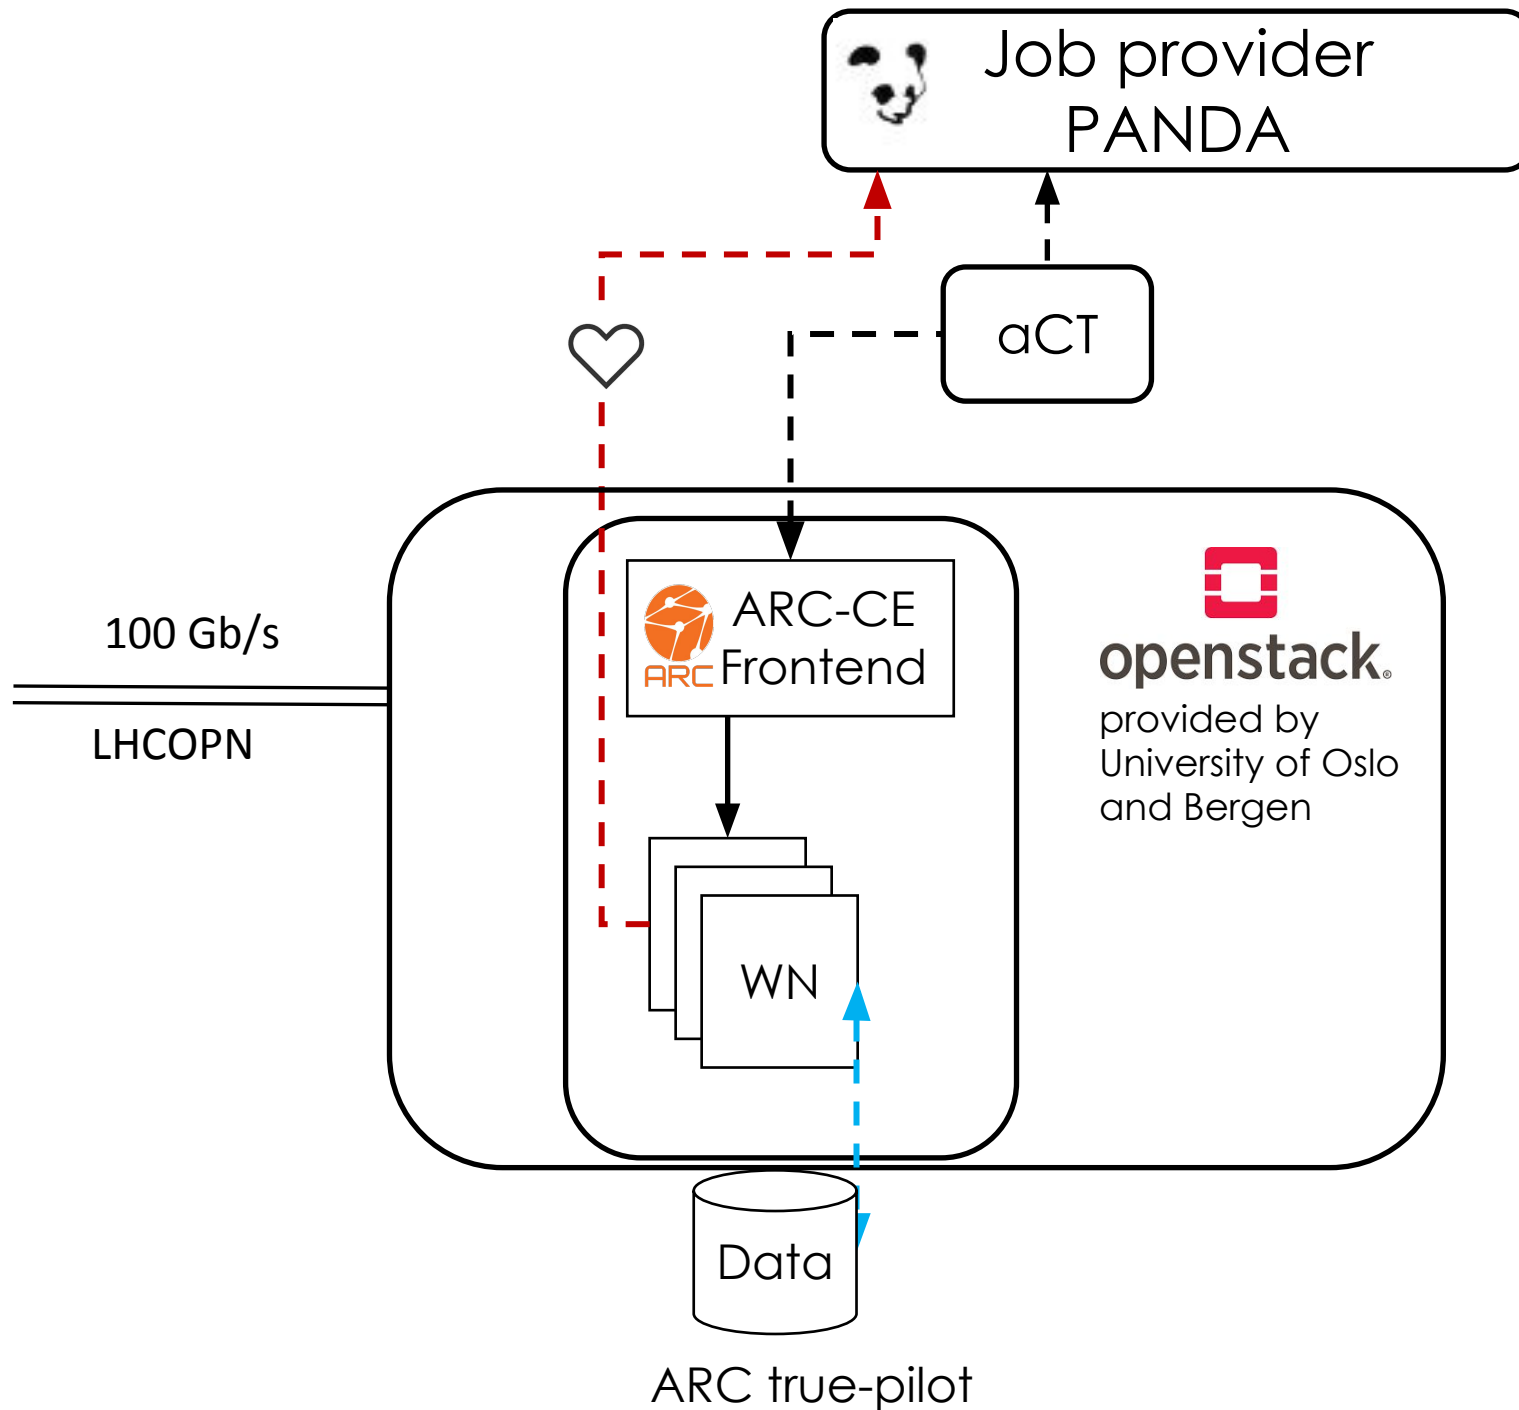 Job provider
PANDA
aCT
100 Gb/s
LHCOPN
ARC
ARC-CE
Frontend
openstack®
provided by
University of Oslo
and Bergen
WN
Data
ARC true-pilot